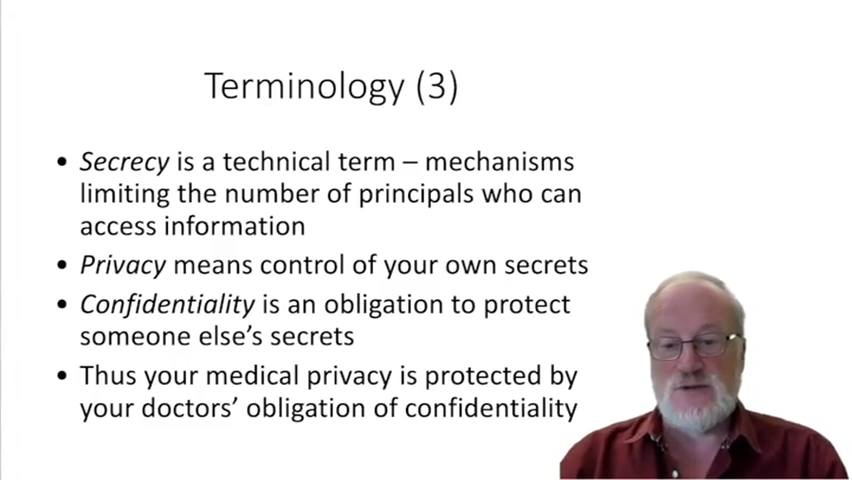 Terminology (3)
• Secrecy is a technical term – mechanisms
limiting the number of principals who can
access information
• Privacy means control of your own secrets
• Confidentiality is an obligation to protect
someone else’s secrets
• Thus your medical privacy is protected by
your doctors’ obligation of confidentiality